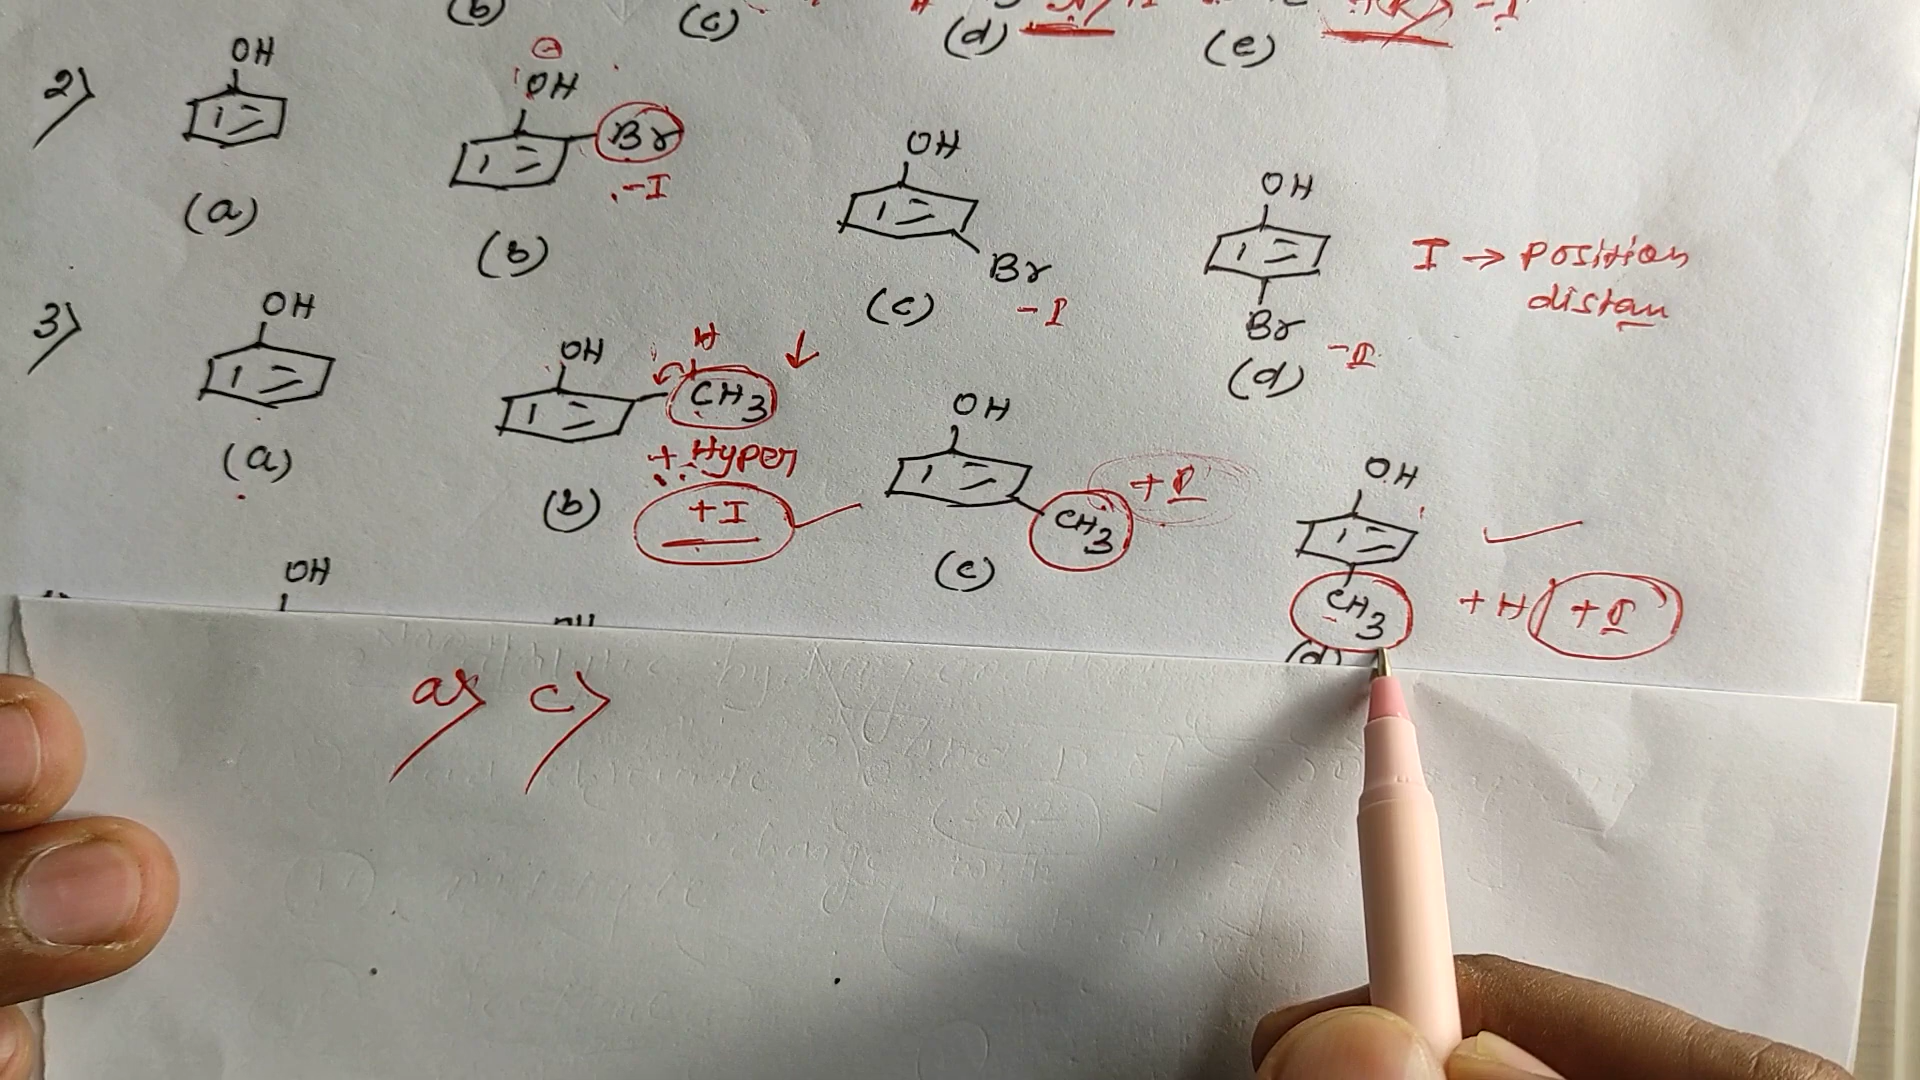 (b) (c) (d) (e) -I
2) OH
(a)
⊖
OH
Br
-I
(b)
OH
Br
-I
(c)
OH
Br
-I
(d)
I → position
distan
3) OH
(a)
OH
H
CH3
+ Hyper
+I
(b)
OH
CH3
+I
(c)
OH
CH3
+H +I
(d)
OH
a> c>